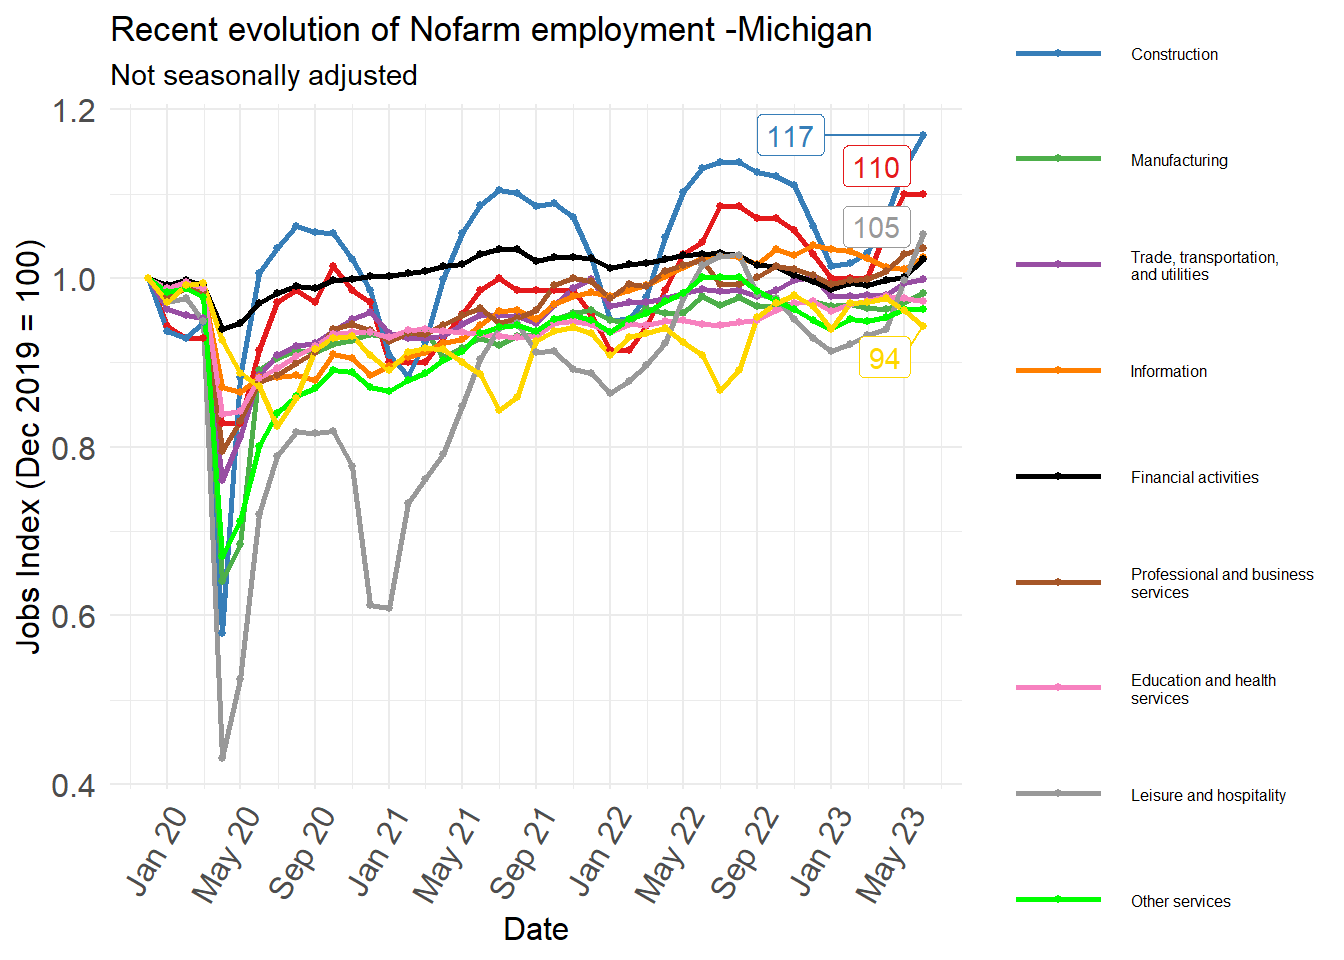 Recent evolution of Nofarm employment -Michigan
Not seasonally adjusted
Jobs Index (Dec 2019 = 100)
1.2
1.0
0.8
0.6
0.4
117
110
105
94
Jan 20
May 20
Sep 20
Jan 21
May 21
Sep 21
Jan 22
May 22
Sep 22
Jan 23
May 23
Date
Construction
Manufacturing
Trade, transportation,
and utilities
Information
Financial activities
Professional and business
services
Education and health
services
Leisure and hospitality
Other services